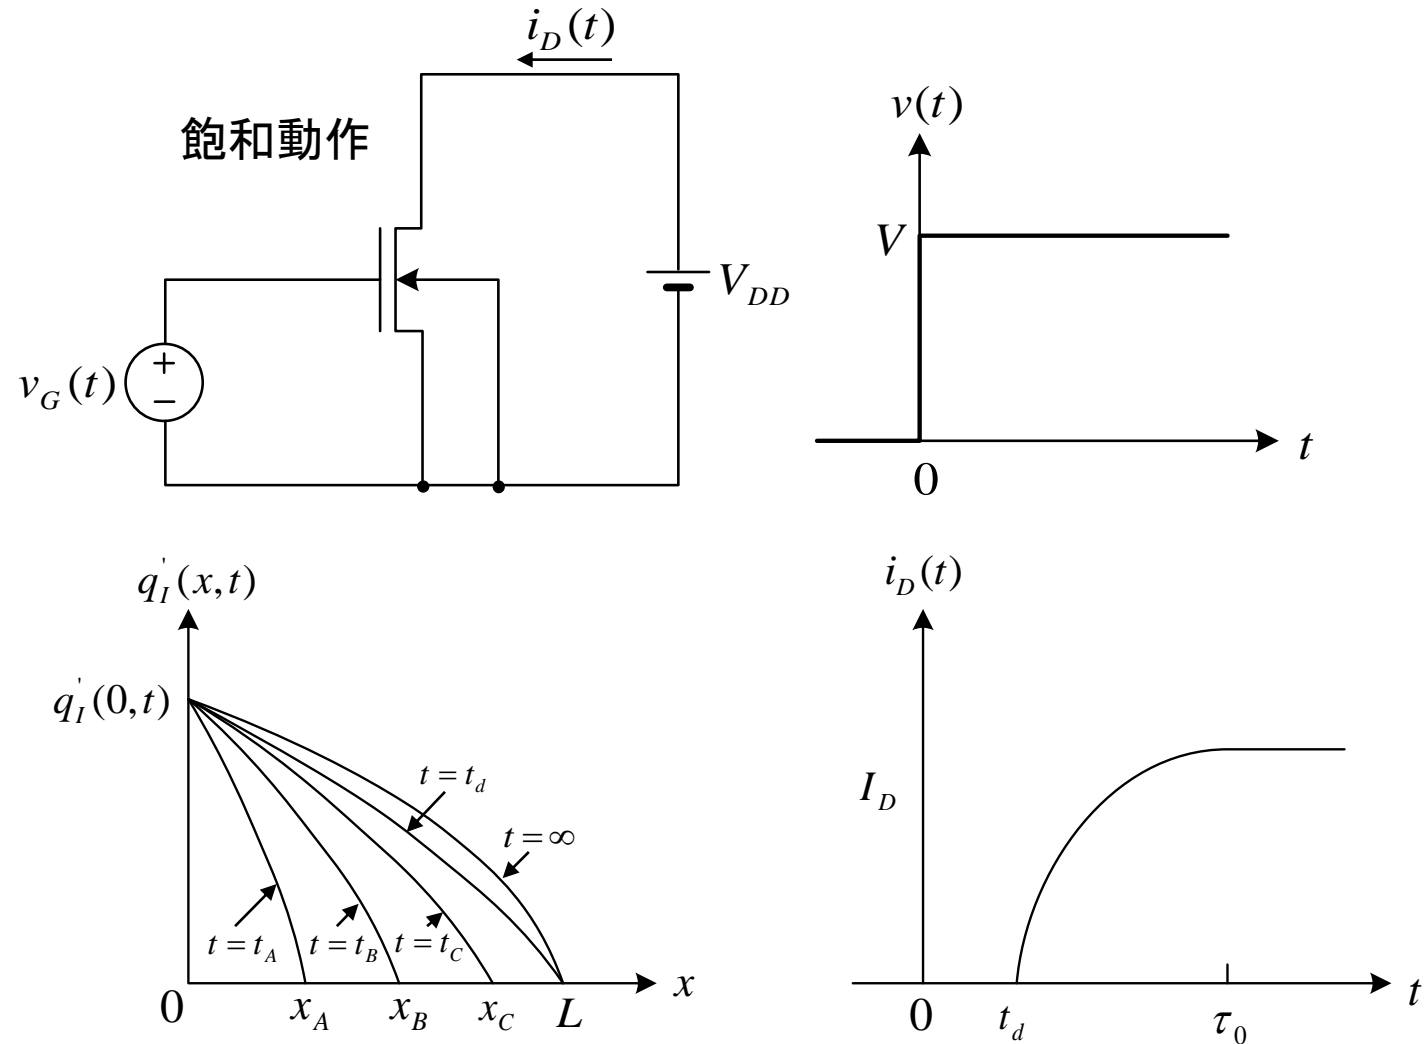 i_D(t)
飽和動作
V_DD
v_G(t)
+
−
v(t)
V
0
t
q'_I(x,t)
q'_I(0,t)
t = t_d
t = ∞
t = t_A
t = t_B
t = t_C
0
x_A
x_B
x_C
L
x
i_D(t)
I_D
0
t_d
τ_0
t